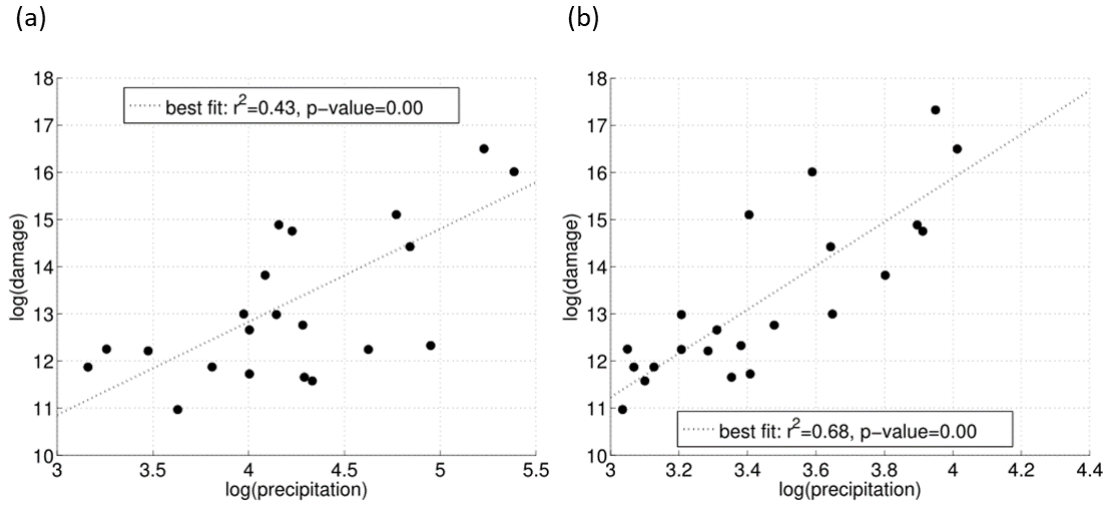 (a)
18
17
16
15
14
13
12
11
10
log(damage)
best fit: r²=0.43, p−value=0.00
3 3.5 4 4.5 5 5.5
log(precipitation)
(b)
18
17
16
15
14
13
12
11
10
log(damage)
best fit: r²=0.68, p−value=0.00
3 3.2 3.4 3.6 3.8 4 4.2 4.4
log(precipitation)